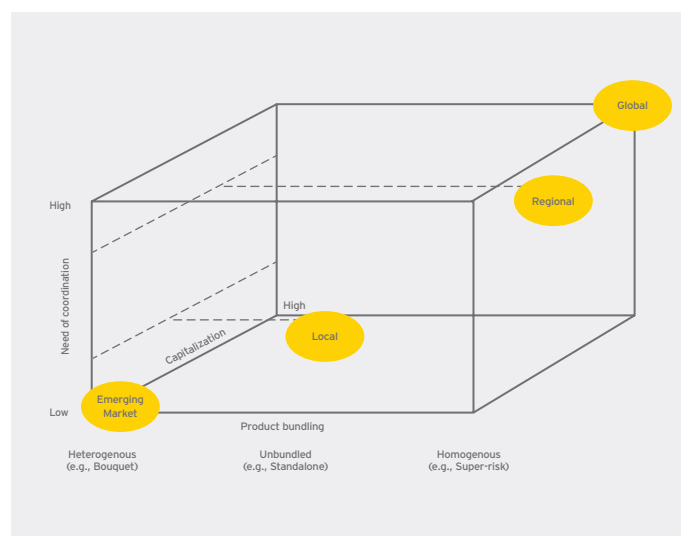 Global
Regional
High
Need of coordination
High
Local
Capitalization
Emerging
Market
Low
Product bundling
Heterogenous
(e.g., Bouquet)
Unbundled
(e.g., Standalone)
Homogenous
(e.g., Super-risk)